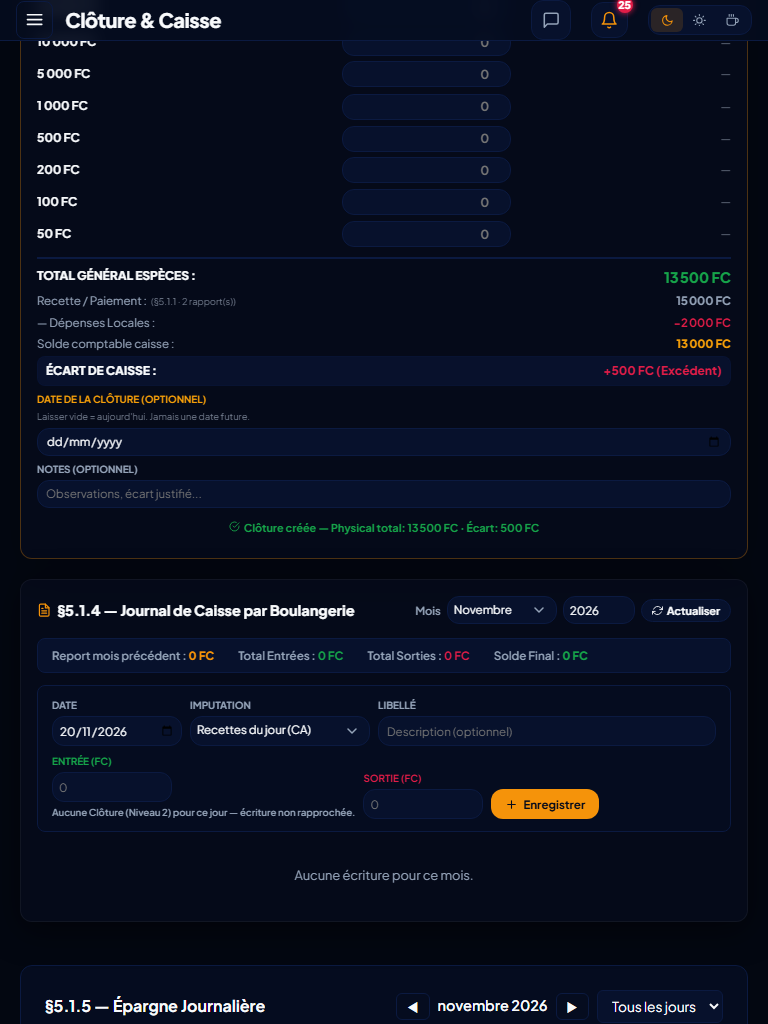 Clôture & Caisse
25
10 000 FC 0 —
5 000 FC 0 —
1 000 FC 0 —
500 FC 0 —
200 FC 0 —
100 FC 0 —
50 FC 0 —
TOTAL GÉNÉRAL ESPÈCES : 13 500 FC
Recette / Paiement : (§5.1.1 · 2 rapport(s)) 15 000 FC
— Dépenses Locales : -2 000 FC
Solde comptable caisse : 13 000 FC
ÉCART DE CAISSE : +500 FC (Excédent)
DATE DE LA CLÔTURE (OPTIONNEL)
Laisser vide = aujourd'hui. Jamais une date future.
dd/mm/yyyy
NOTES (OPTIONNEL)
Observations, écart justifié...
Clôture créée — Physical total: 13 500 FC · Écart: 500 FC
§5.1.4 — Journal de Caisse par Boulangerie Mois Novembre 2026 Actualiser
Report mois précédent : 0 FC Total Entrées : 0 FC Total Sorties : 0 FC Solde Final : 0 FC
DATE IMPUTATION LIBELLÉ
20/11/2026 Recettes du jour (CA) Description (optionnel)
ENTRÉE (FC) SORTIE (FC)
0 0 + Enregistrer
Aucune Clôture (Niveau 2) pour ce jour — écriture non rapprochée.
Aucune écriture pour ce mois.
§5.1.5 — Épargne Journalière ◀ novembre 2026 ▶ Tous les jours